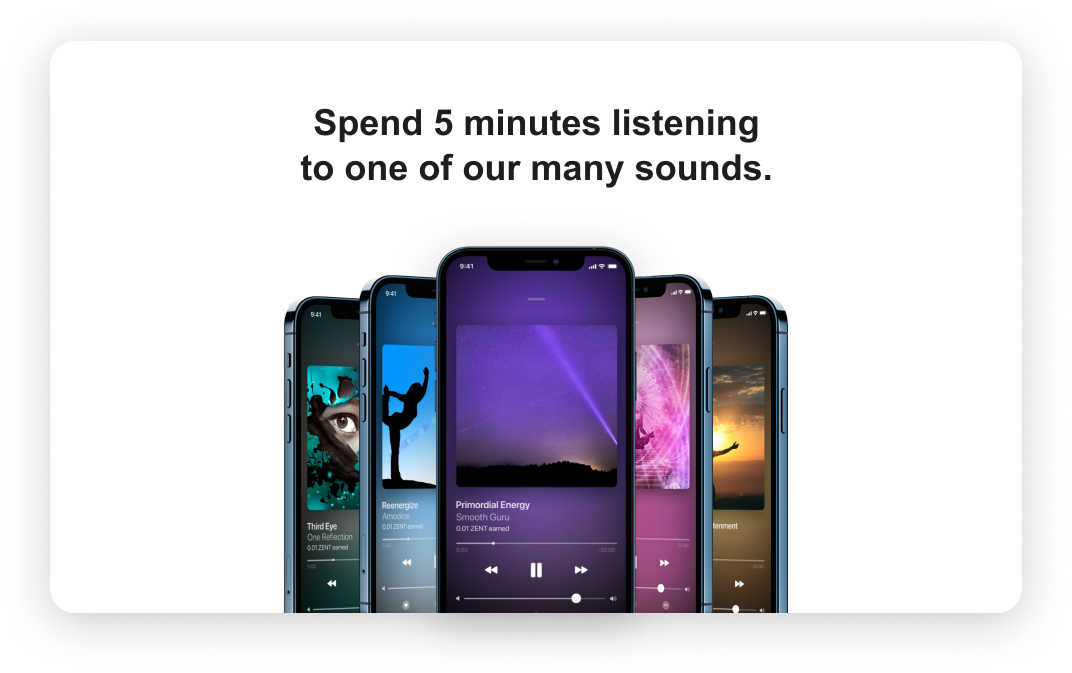 Spend 5 minutes listening
to one of our many sounds.
9:41
Third Eye
One Reflection
0.01 ZENT earned
9:41
Reenergize
Amodice
0.01 ZENT earned
9:41
Primordial Energy
Smooth Guru
0.01 ZENT earned
-20:00
tenment